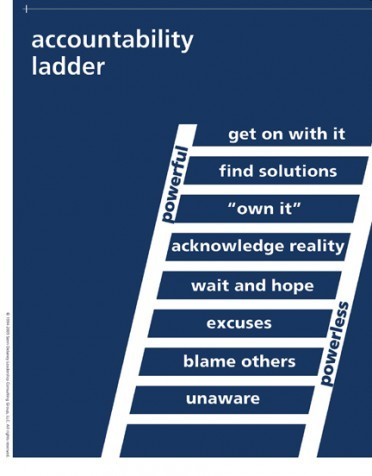 accountability
ladder
get on with it
find solutions
"own it"
acknowledge reality
wait and hope
excuses
blame others
unaware
powerful
powerless